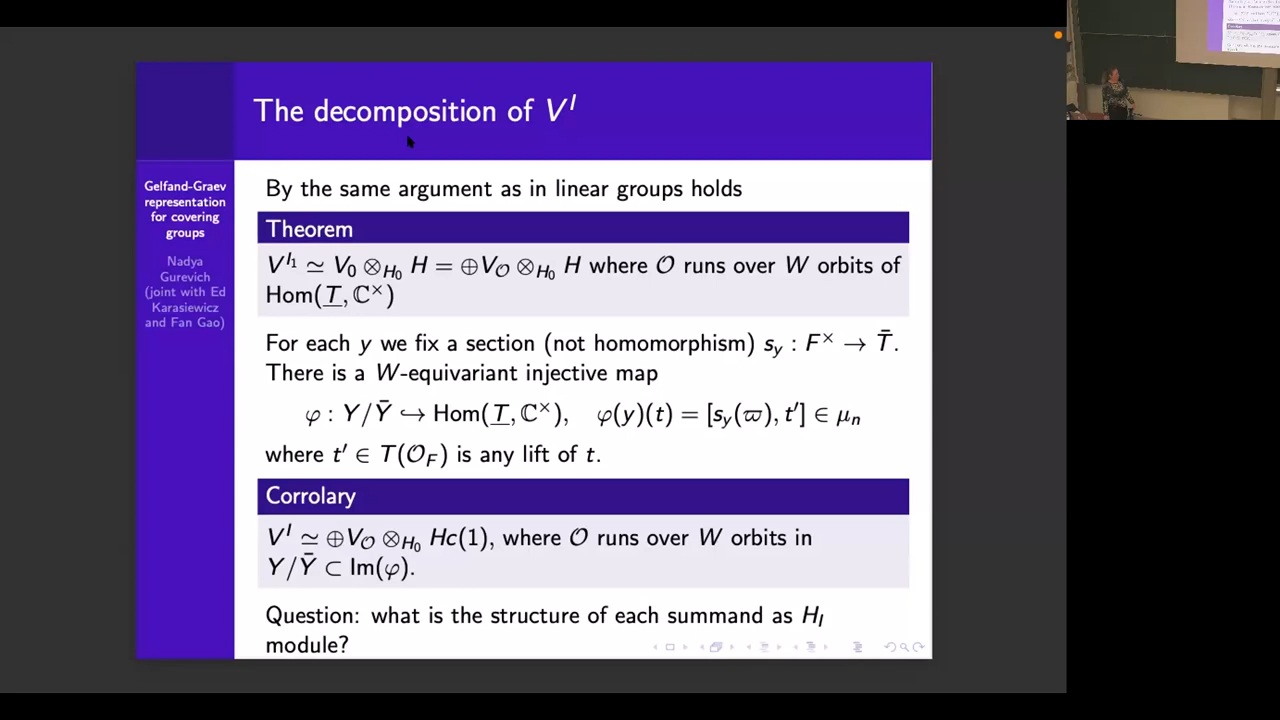 The decomposition of V^I
Gelfand-Graev
representation
for covering
groups
Nadya
Gurevich
(joint with Ed
Karasiewicz
and Fan Gao)
By the same argument as in linear groups holds
Theorem
V^{I_1} ≃ V_0 ⊗_{H_0} H = ⊕V_𝒪 ⊗_{H_0} H where 𝒪 runs over W orbits of
Hom(T̲, ℂ^×)
For each y we fix a section (not homomorphism) s_y : F^× → T̄.
There is a W-equivariant injective map
φ : Y/Ȳ ↪ Hom(T̲, ℂ^×), φ(y)(t) = [s_y(ϖ), t′] ∈ μ_n
where t′ ∈ T(𝒪_F) is any lift of t.
Corrolary
V^I ≃ ⊕V_𝒪 ⊗_{H_0} Hc(1), where 𝒪 runs over W orbits in
Y/Ȳ ⊂ Im(φ).
Question: what is the structure of each summand as H_I
module?